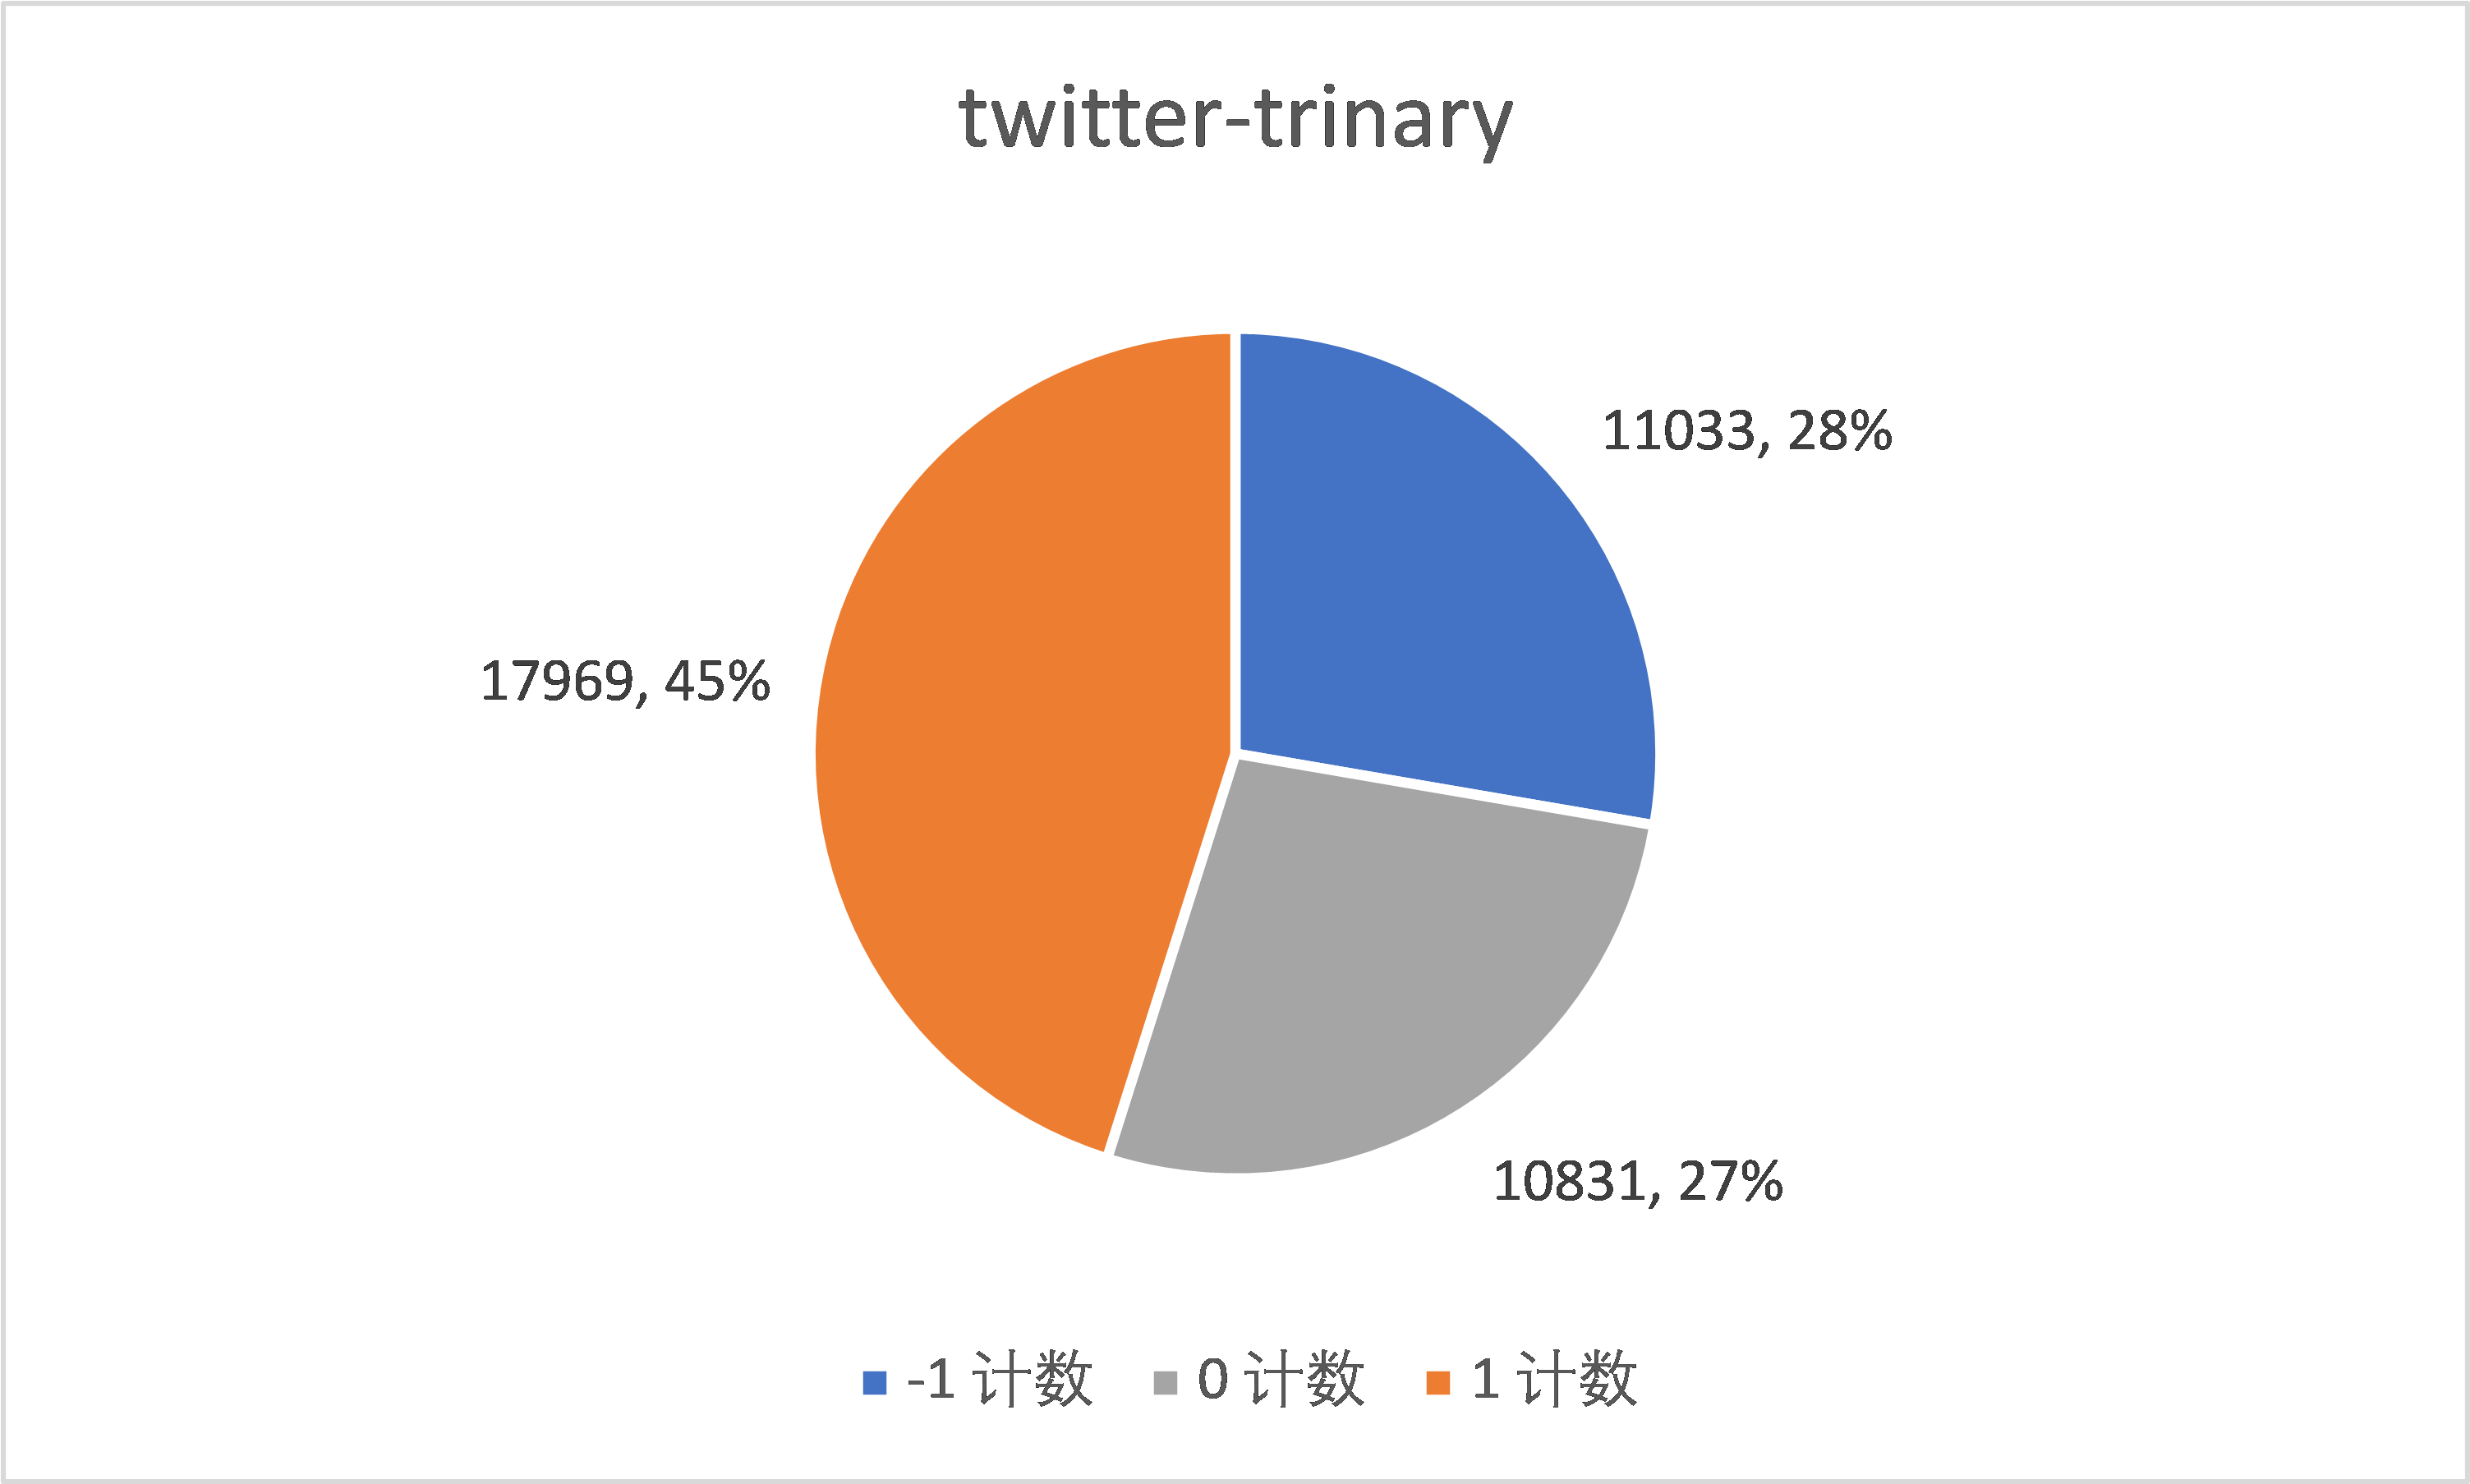 twitter-trinary
11033, 28%
17969, 45%
10831, 27%
-1 计数
0 计数
1 计数